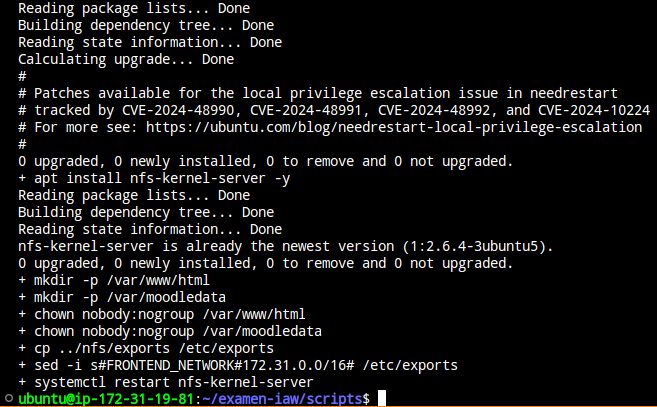 Reading package lists... Done
Building dependency tree... Done
Reading state information... Done
Calculating upgrade... Done
#
# Patches available for the local privilege escalation issue in needrestart
# tracked by CVE-2024-48990, CVE-2024-48991, CVE-2024-48992, and CVE-2024-10224
# For more see: https://ubuntu.com/blog/needrestart-local-privilege-escalation
#
0 upgraded, 0 newly installed, 0 to remove and 0 not upgraded.
+ apt install nfs-kernel-server -y
Reading package lists... Done
Building dependency tree... Done
Reading state information... Done
nfs-kernel-server is already the newest version (1:2.6.4-3ubuntu5).
0 upgraded, 0 newly installed, 0 to remove and 0 not upgraded.
+ mkdir -p /var/www/html
+ mkdir -p /var/moodledata
+ chown nobody:nogroup /var/www/html
+ chown nobody:nogroup /var/moodledata
+ cp ../nfs/exports /etc/exports
+ sed -i s#FRONTEND_NETWORK#172.31.0.0/16# /etc/exports
+ systemctl restart nfs-kernel-server
ubuntu@ip-172-31-19-81:~/examen-iaw/scripts$